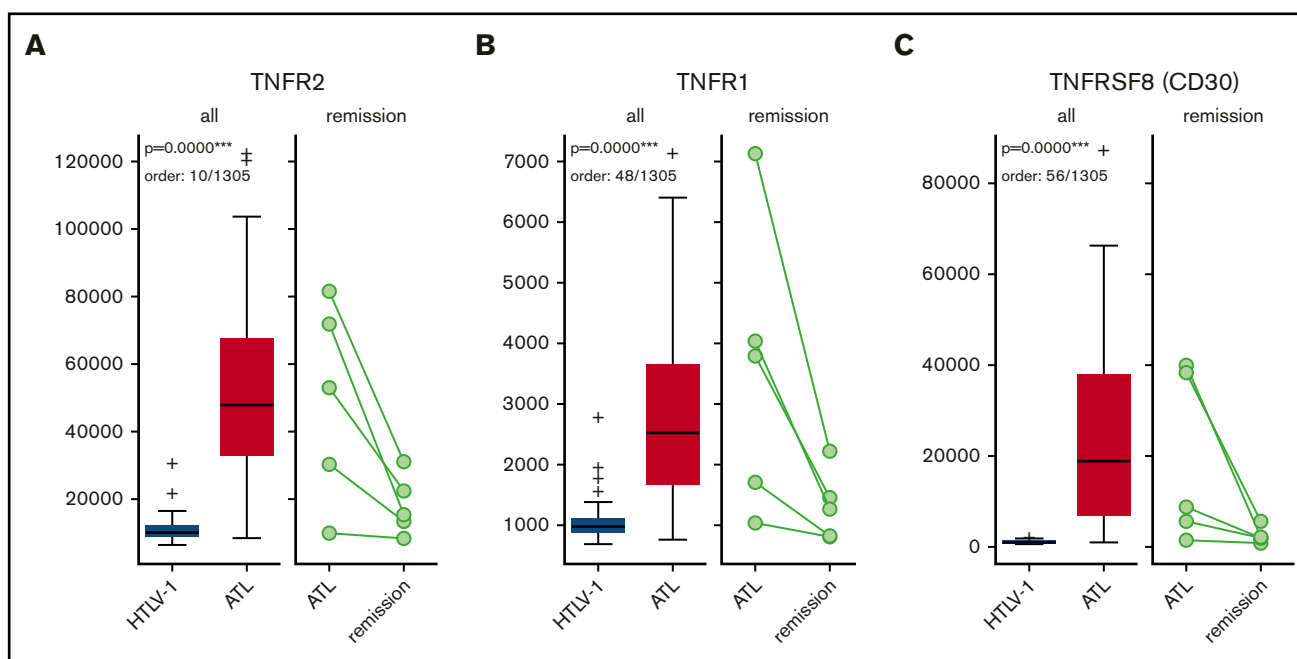 A
TNFR2
all
remission
p=0.0000***
order: 10/1305
120000
100000
80000
60000
40000
20000
HTLV-1
ATL
ATL
remission
B
TNFR1
all
remission
p=0.0000***
order: 48/1305
7000
6000
5000
4000
3000
2000
1000
HTLV-1
ATL
ATL
remission
C
TNFRSF8 (CD30)
all
remission
p=0.0000***
order: 56/1305
80000
60000
40000
20000
0
HTLV-1
ATL
ATL
remission